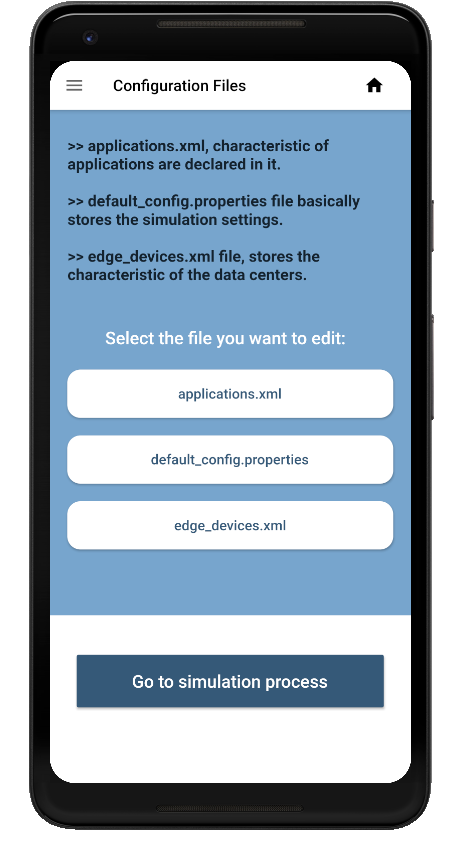 Configuration Files
>> applications.xml, characteristic of
applications are declared in it.
>> default_config.properties file basically
stores the simulation settings.
>> edge_devices.xml file, stores the
characteristic of the data centers.
Select the file you want to edit:
applications.xml
default_config.properties
edge_devices.xml
Go to simulation process